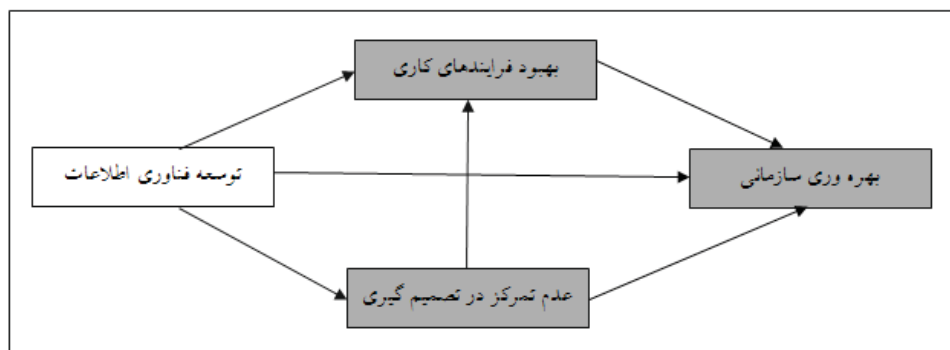 بهبود فرایندهای کاری
توسعه فناوری اطلاعات
بهره وری سازمانی
عدم تمرکز در تصمیم گیری